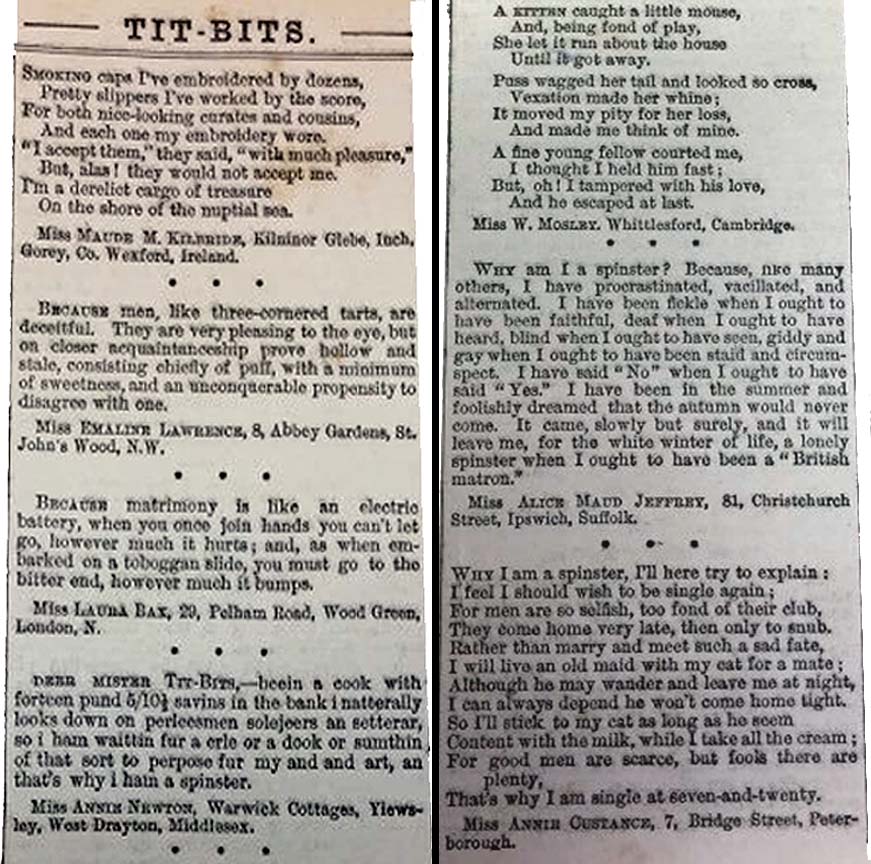 TIT-BITS.
SMOKING caps I've embroidered by dozens,
Pretty slippers I've worked by the score,
For both nice-looking curates and cousins,
And each one my embroidery wore.
"I accept them," they said, "with much pleasure,"
But, alas! they would not accept me.
I'm a derelict cargo of treasure
On the shore of the nuptial sea.
Miss MAUDE M. KILBRIDE, Kilninor Glebe, Inch,
Gorey, Co. Wexford, Ireland.
• • •
BECAUSE men, like three-cornered tarts, are
deceitful. They are very pleasing to the eye, but
on closer acquaintanceship prove hollow and
stale, consisting chiefly of puff, with a minimum
of sweetness, and an unconquerable propensity to
disagree with one.
Miss EMALINE LAWRENCE, 8, Abbey Gardens, St.
John's Wood, N.W.
• • •
BECAUSE matrimony is like an electric
battery, when you once join hands you can't let
go, however much it hurts; and, as when em-
barked on a toboggan slide, you must go to the
bitter end, however much it bumps.
Miss LAURA BAX, 29, Pelham Road, Wood Green,
London, N.
• • •
DEER MISTER TIT-BITS,—beein a cook with
forteen pund 5/10½ savins in the bank i natterally
looks down on perleesmen solejeers an setterar,
so i ham waittin fur a erle or a dook or sumthin
of that sort to perpose fur my and and art, an
that's why i ham a spinster.
Miss ANNIE NEWTON, Warwick Cottages, Yiews-
ley, West Drayton, Middlesex.
• • •
A KITTEN caught a little mouse,
And, being fond of play,
She let it run about the house
Until it got away.
Puss wagged her tail and looked so cross,
Vexation made her whine;
It moved my pity for her loss,
And made me think of mine.
A fine young fellow courted me,
I thought I held him fast;
But, oh! I tampered with his love,
And he escaped at last.
Miss W. MOSLEY. Whittlesford, Cambridge.
• • •
WHY am I a spinster? Because, like many
others, I have procrastinated, vacillated, and
alternated. I have been fickle when I ought to
have been faithful, deaf when I ought to have
heard, blind when I ought to have seen, giddy and
gay when I ought to have been staid and circum-
spect. I have said "No" when I ought to have
said "Yes." I have been in the summer and
foolishly dreamed that the autumn would never
come. It came, slowly but surely, and it will
leave me, for the white winter of life, a lonely
spinster when I ought to have been a "British
matron."
Miss ALICE MAUD JEFFREY, 81, Christchurch
Street, Ipswich, Suffolk.
• • •
WHY I am a spinster, I'll here try to explain:
I feel I should wish to be single again;
For men are so selfish, too fond of their club,
They come home very late, then only to snub.
Rather than marry and meet such a sad fate,
I will live an old maid with my cat for a mate;
Although he may wander and leave me at night,
I can always depend he won't come home tight.
So I'll stick to my cat as long as he seem
Content with the milk, while I take all the cream;
For good men are scarce, but fools there are
plenty,
That's why I am single at seven-and-twenty.
Miss ANNIE CUSTANCE, 7, Bridge Street, Peter-
borough.